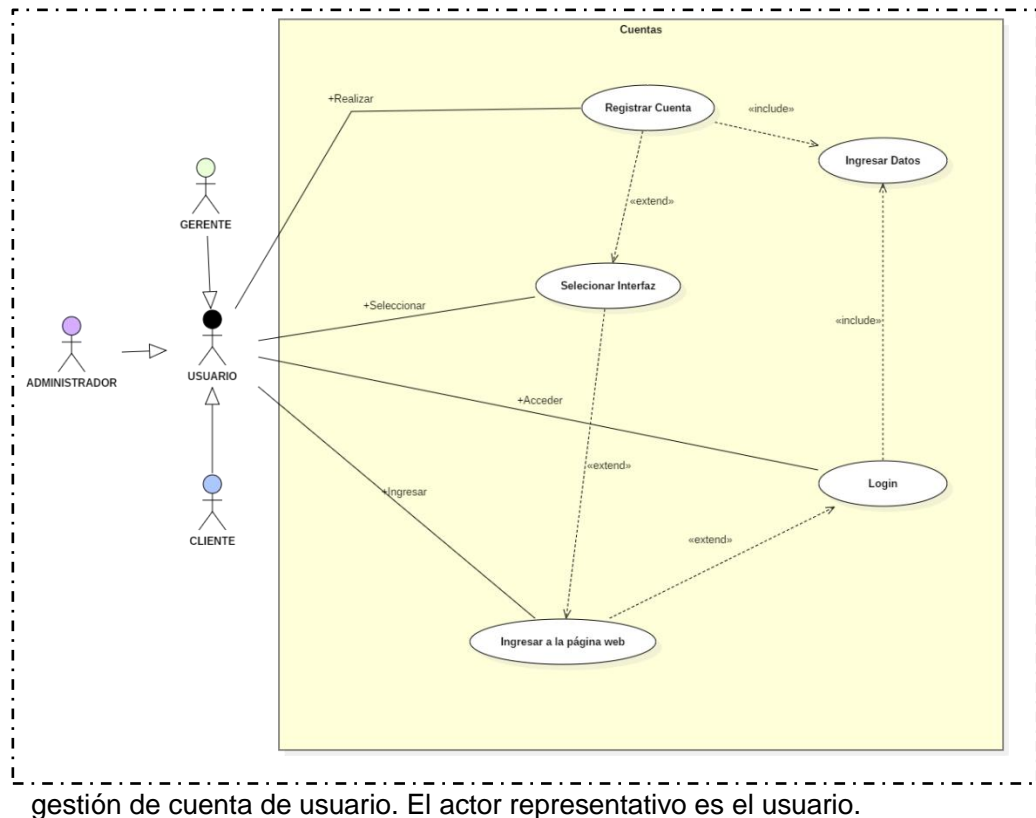 Cuentas
+Realizar
Registrar Cuenta
«include»
Ingresar Datos
GERENTE
«extend»
+Seleccionar
Selecionar Interfaz
«include»
ADMINISTRADOR
USUARIO
+Acceder
«extend»
+Ingresar
Login
CLIENTE
«extend»
Ingresar a la página web
gestión de cuenta de usuario. El actor representativo es el usuario.